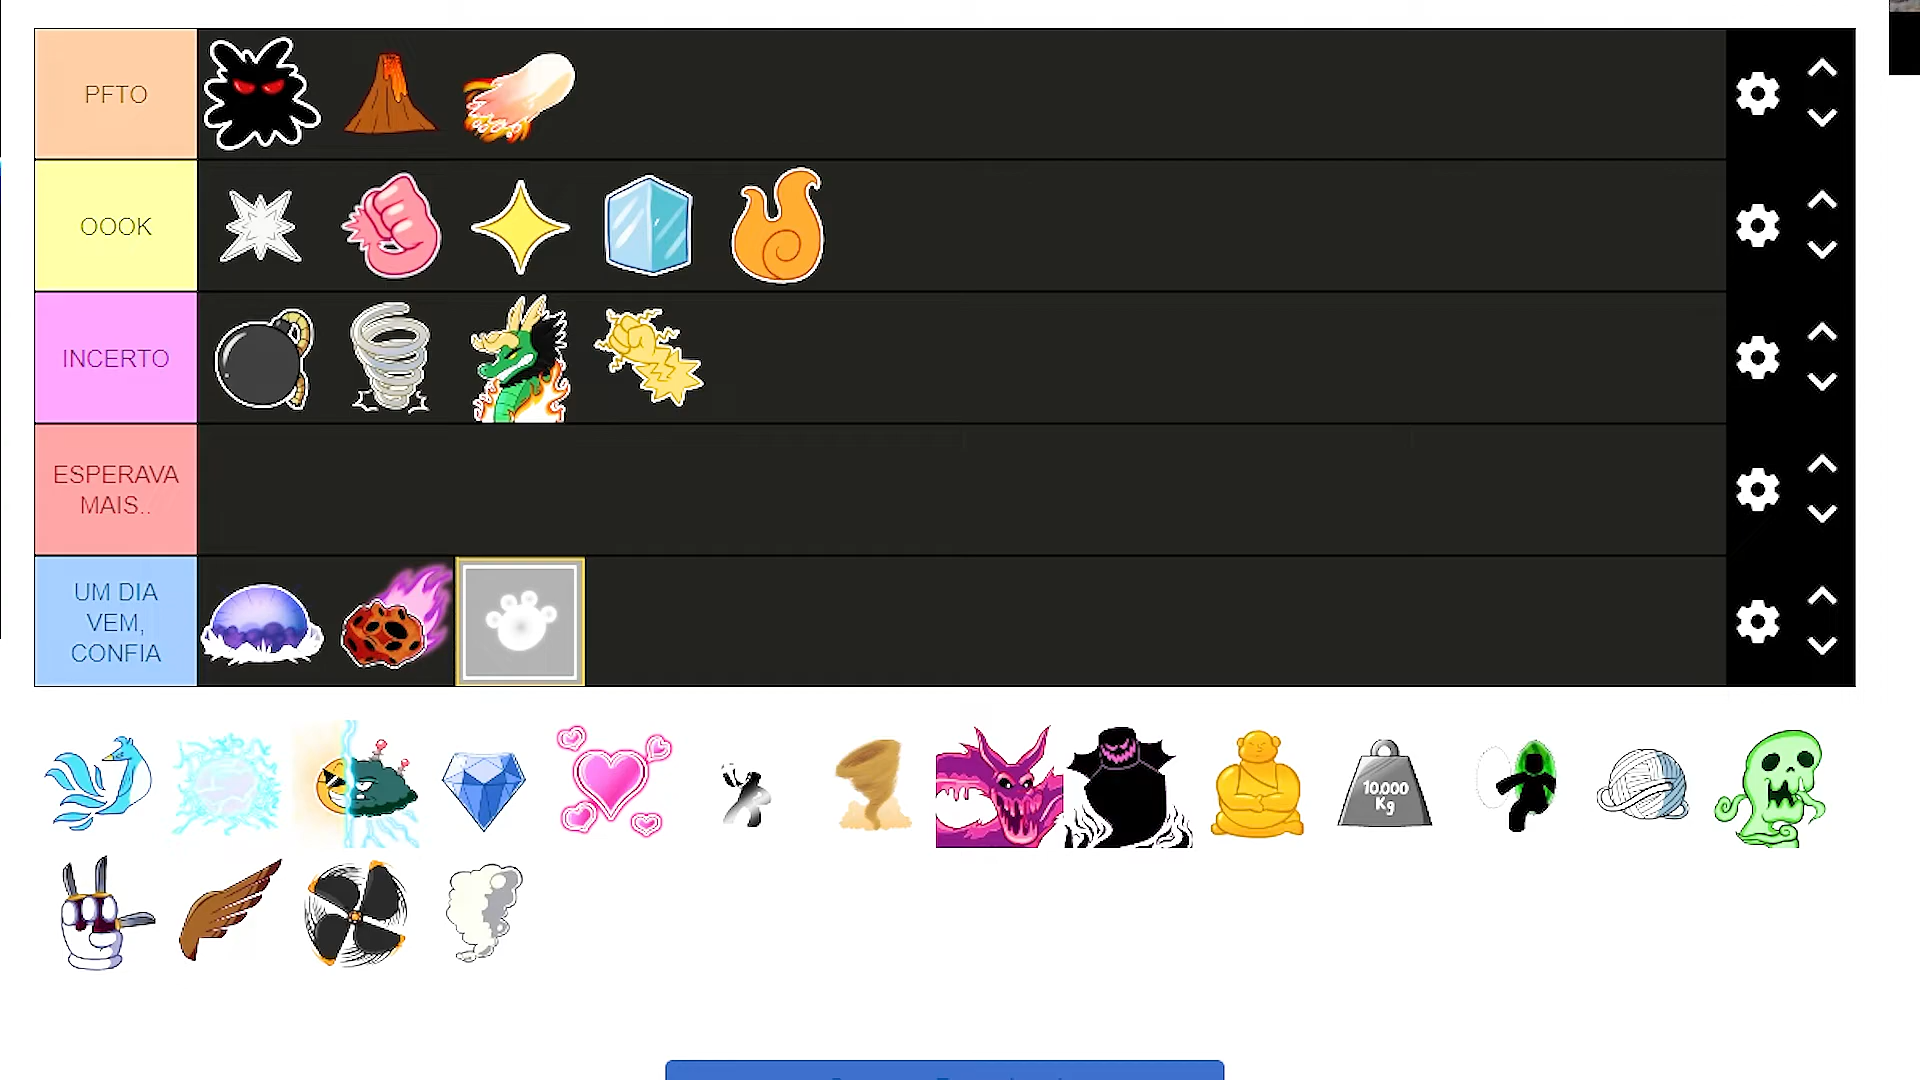 PFTO
OOOK
INCERTO
ESPERAVA
MAIS..
UM DIA
VEM,
CONFIA
10.000
Kg